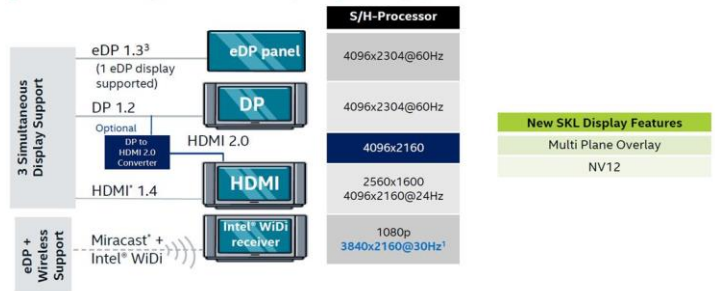 S/H-Processor
eDP 1.3³
(1 eDP display
supported)
eDP panel
4096x2304@60Hz
3 Simultaneous
Display Support
DP 1.2
DP
4096x2304@60Hz
Optional
DP to
HDMI 2.0
Converter
HDMI 2.0
4096x2160
HDMI* 1.4
HDMI
2560x1600
4096x2160@24Hz
eDP +
Wireless
Support
Miracast* +
Intel® WiDi
Intel® WiDi
receiver
1080p
3840x2160@30Hz¹
New SKL Display Features
Multi Plane Overlay
NV12